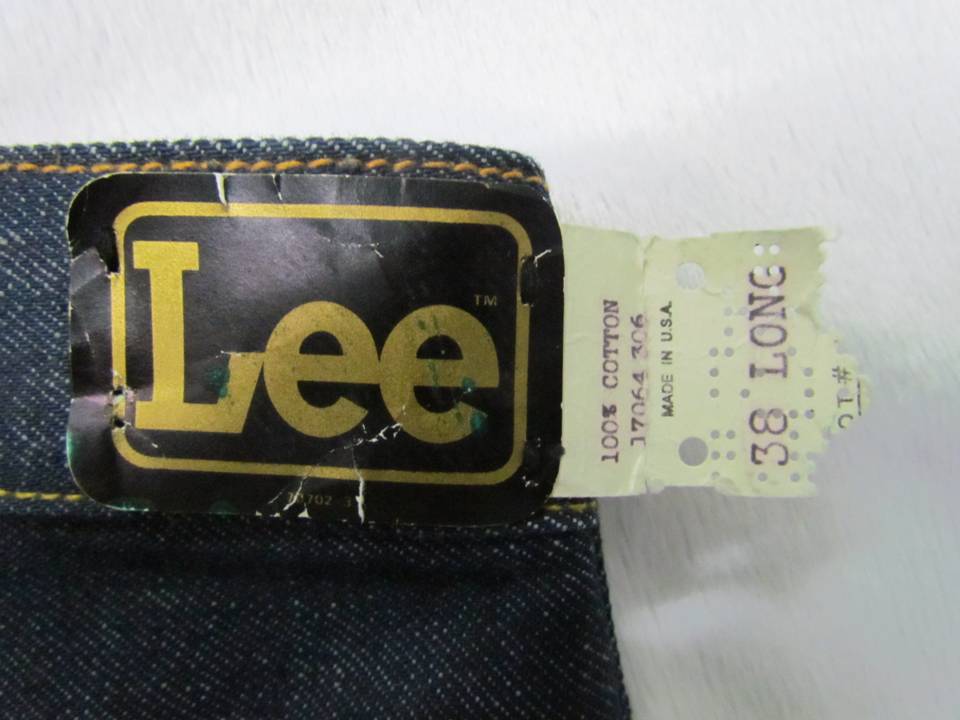 Lee
TM
100% COTTON
17064 306
MADE IN U.S.A.
38 LONG